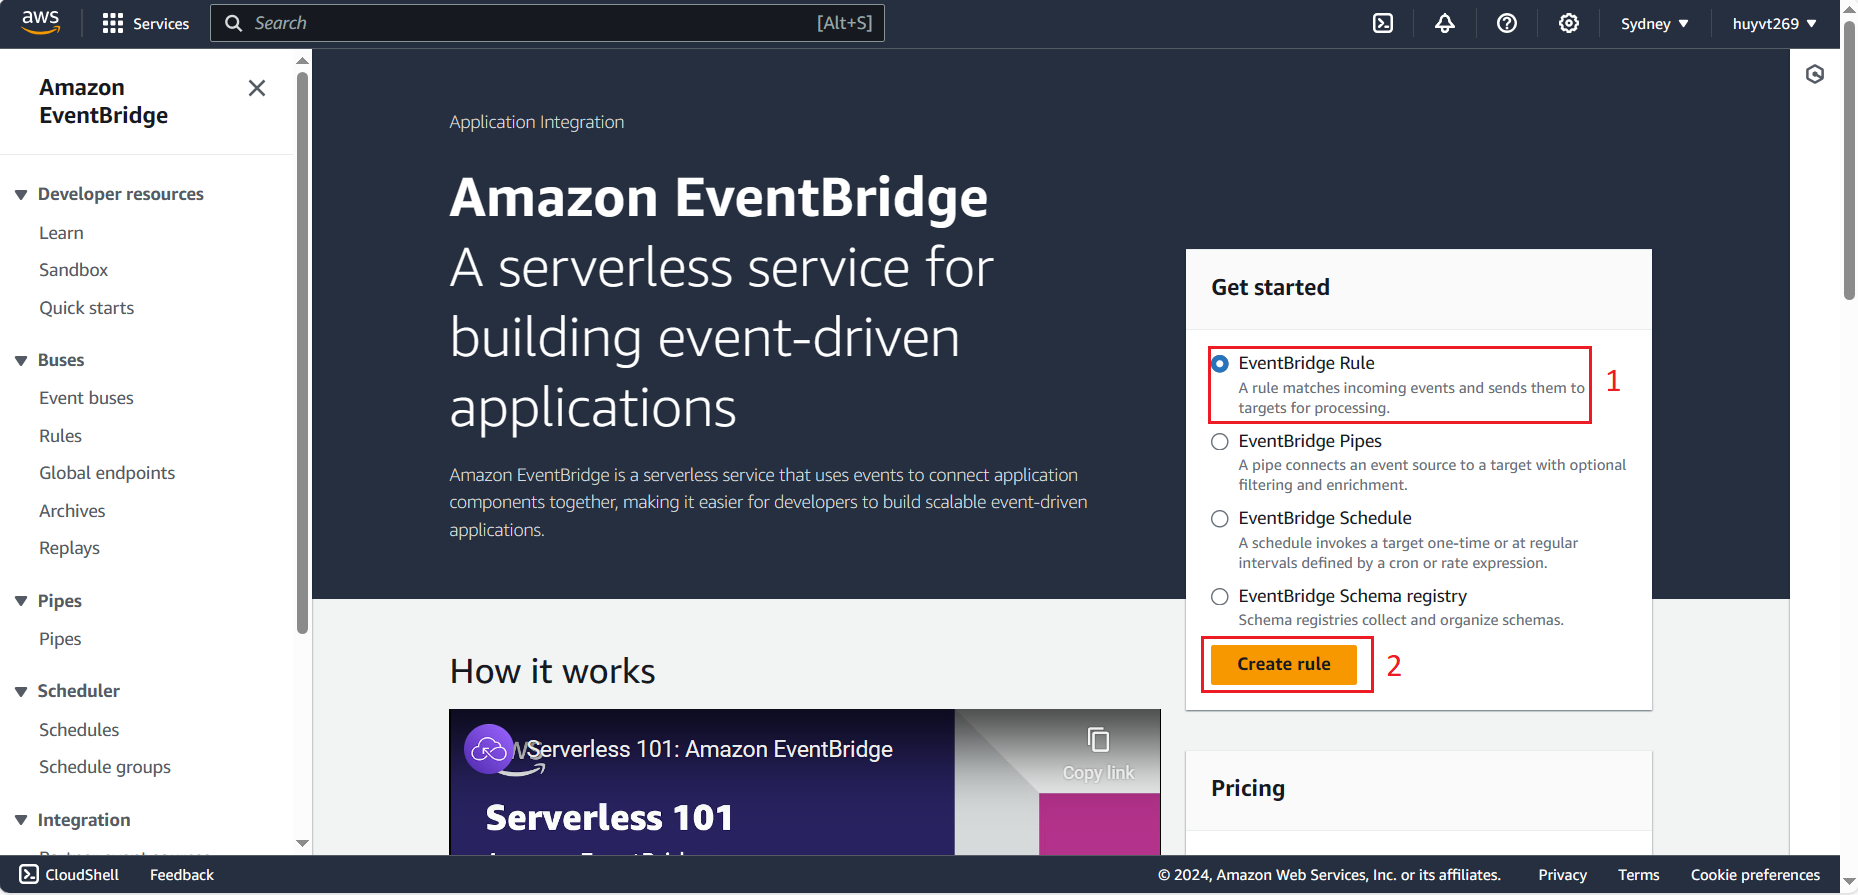 aws
Services
Search
[Alt+S]
Sydney
huyvt269
Amazon
EventBridge
Developer resources
Learn
Sandbox
Quick starts
Buses
Event buses
Rules
Global endpoints
Archives
Replays
Pipes
Pipes
Scheduler
Schedules
Schedule groups
Integration
Application Integration
Amazon EventBridge
A serverless service for
building event-driven
applications
Amazon EventBridge is a serverless service that uses events to connect application
components together, making it easier for developers to build scalable event-driven
applications.
Get started
EventBridge Rule
A rule matches incoming events and sends them to
targets for processing.
1
EventBridge Pipes
A pipe connects an event source to a target with optional
filtering and enrichment.
EventBridge Schedule
A schedule invokes a target one-time or at regular
intervals defined by a cron or rate expression.
EventBridge Schema registry
Schema registries collect and organize schemas.
Create rule
2
How it works
aws
Serverless 101: Amazon EventBridge
Copy link
Serverless 101
Amazon EventBridge
Pricing
CloudShell
Feedback
© 2024, Amazon Web Services, Inc. or its affiliates.
Privacy
Terms
Cookie preferences